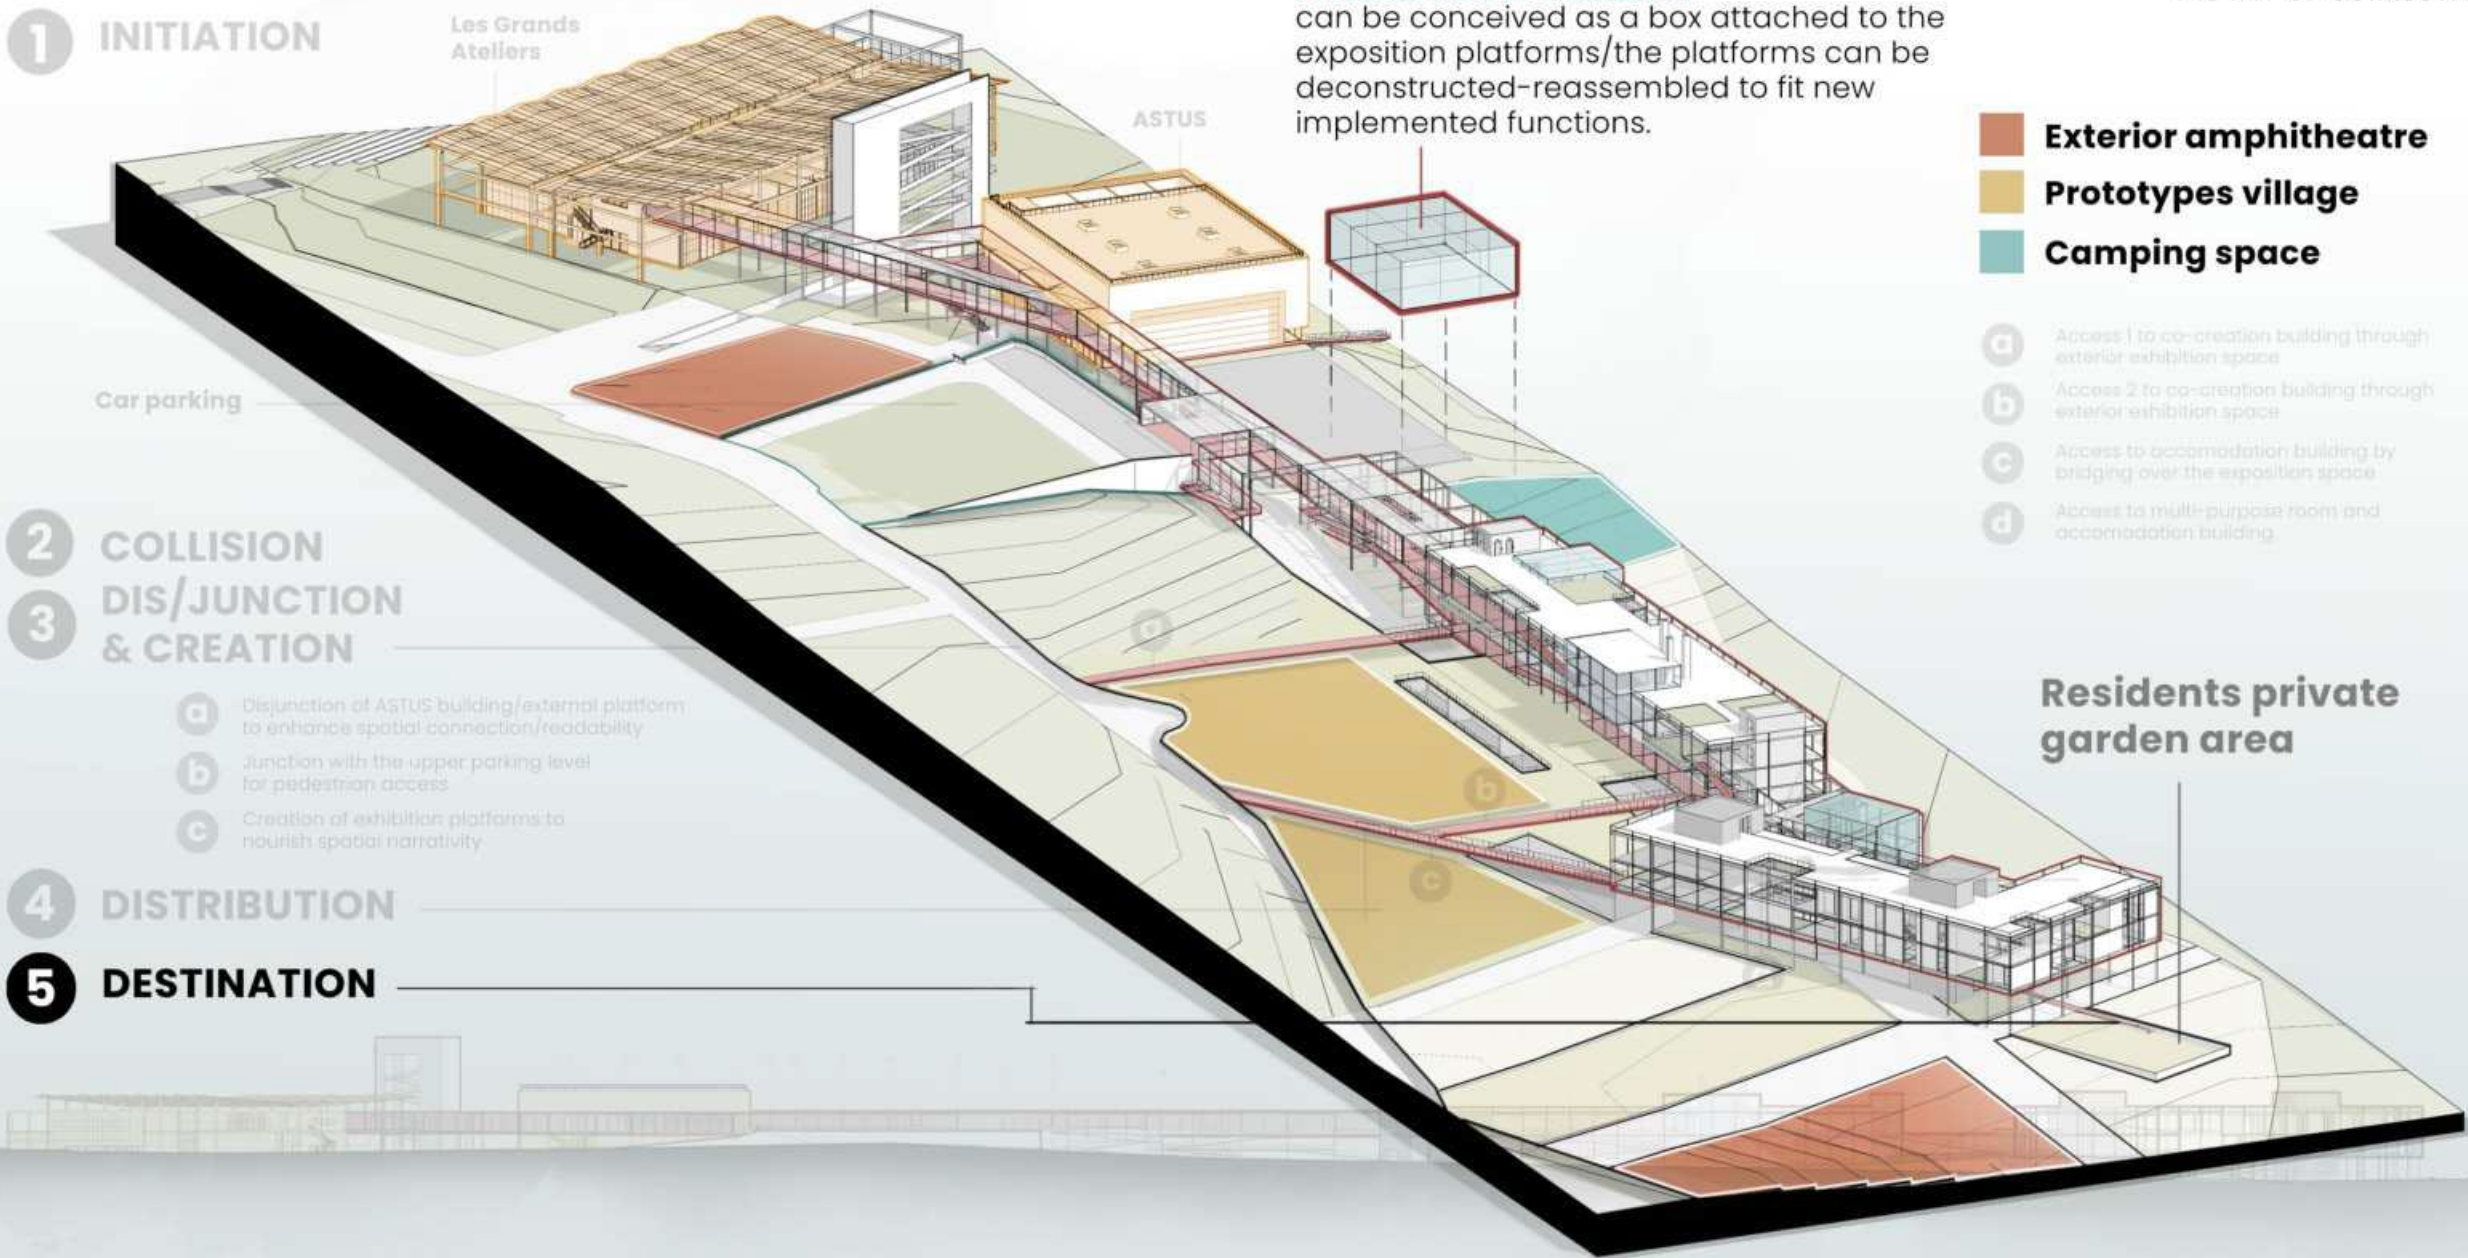 1 INITIATION
Les Grands
Ateliers
can be conceived as a box attached to the
exposition platforms/the platforms can be
deconstructed-reassembled to fit new
implemented functions.
ASTUS
Exterior amphitheatre
Prototypes village
Camping space
a Access 1 to co-creation building through
exterior exhibition space
b Access 2 to co-creation building through
exterior exhibition space
c Access to accomodation building by
bridging over the exposition space
d Access to multi-purpose room and
accomodation building
Car parking
2 COLLISION
3 DIS/JUNCTION
& CREATION
a Disjunction of ASTUS building/external platform
to enhance spatial connection/readability
b Junction with the upper parking level
for pedestrian access
c Creation of exhibition platforms to
nourish spatial narrativity
a
b
c
Residents private
garden area
4 DISTRIBUTION
5 DESTINATION